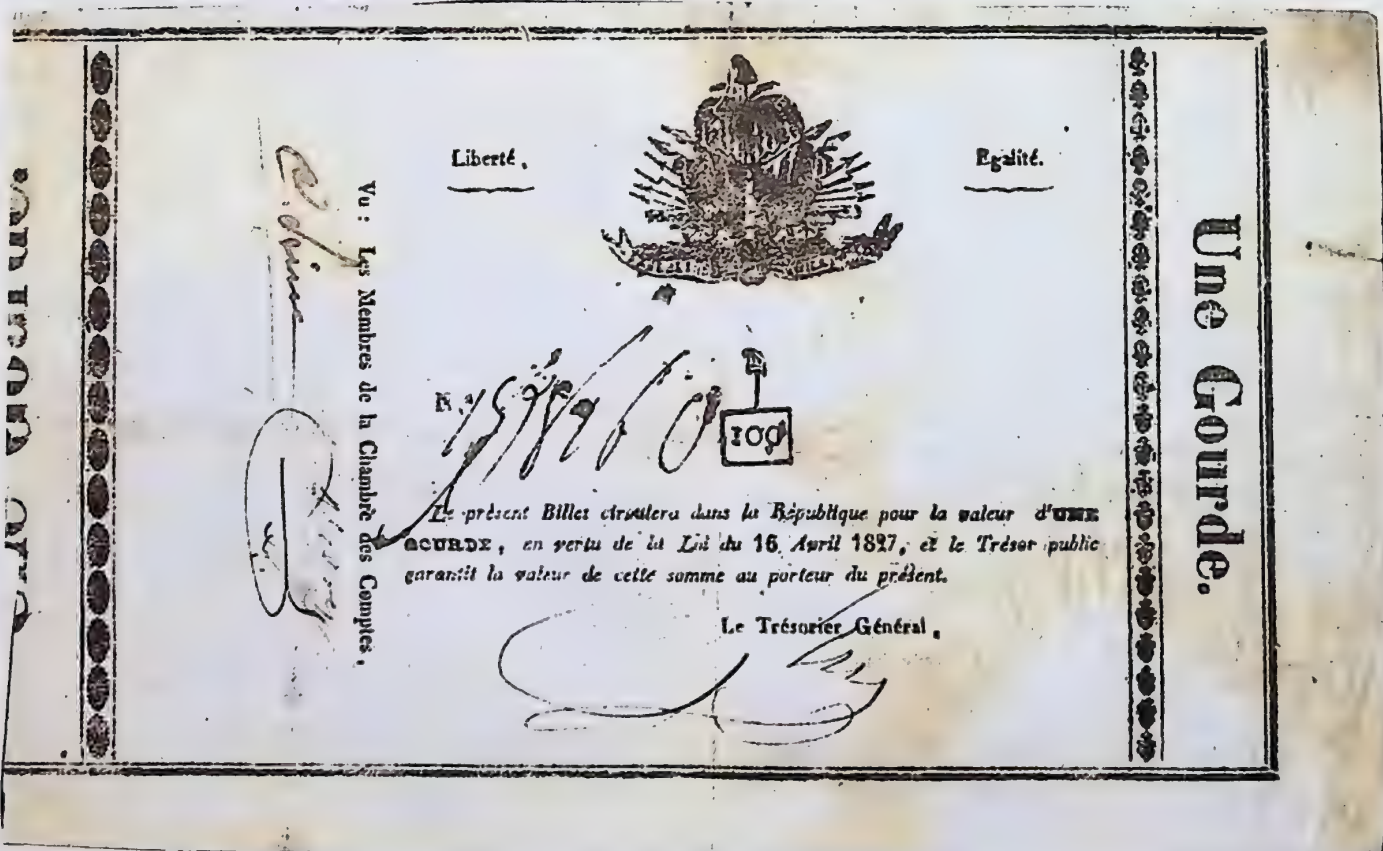 Liberté,
Egalité.
N.º
100
Le présent Billet circulera dans la République pour la valeur d'UNE
GOURDE, en vertu de la Loi du 16 Avril 1827, et le Trésor public
garantit la valeur de cette somme au porteur du présent.
Le Trésorier Général,
Vu : Les Membres de la Chambre des Comptes,
Une Gourde.